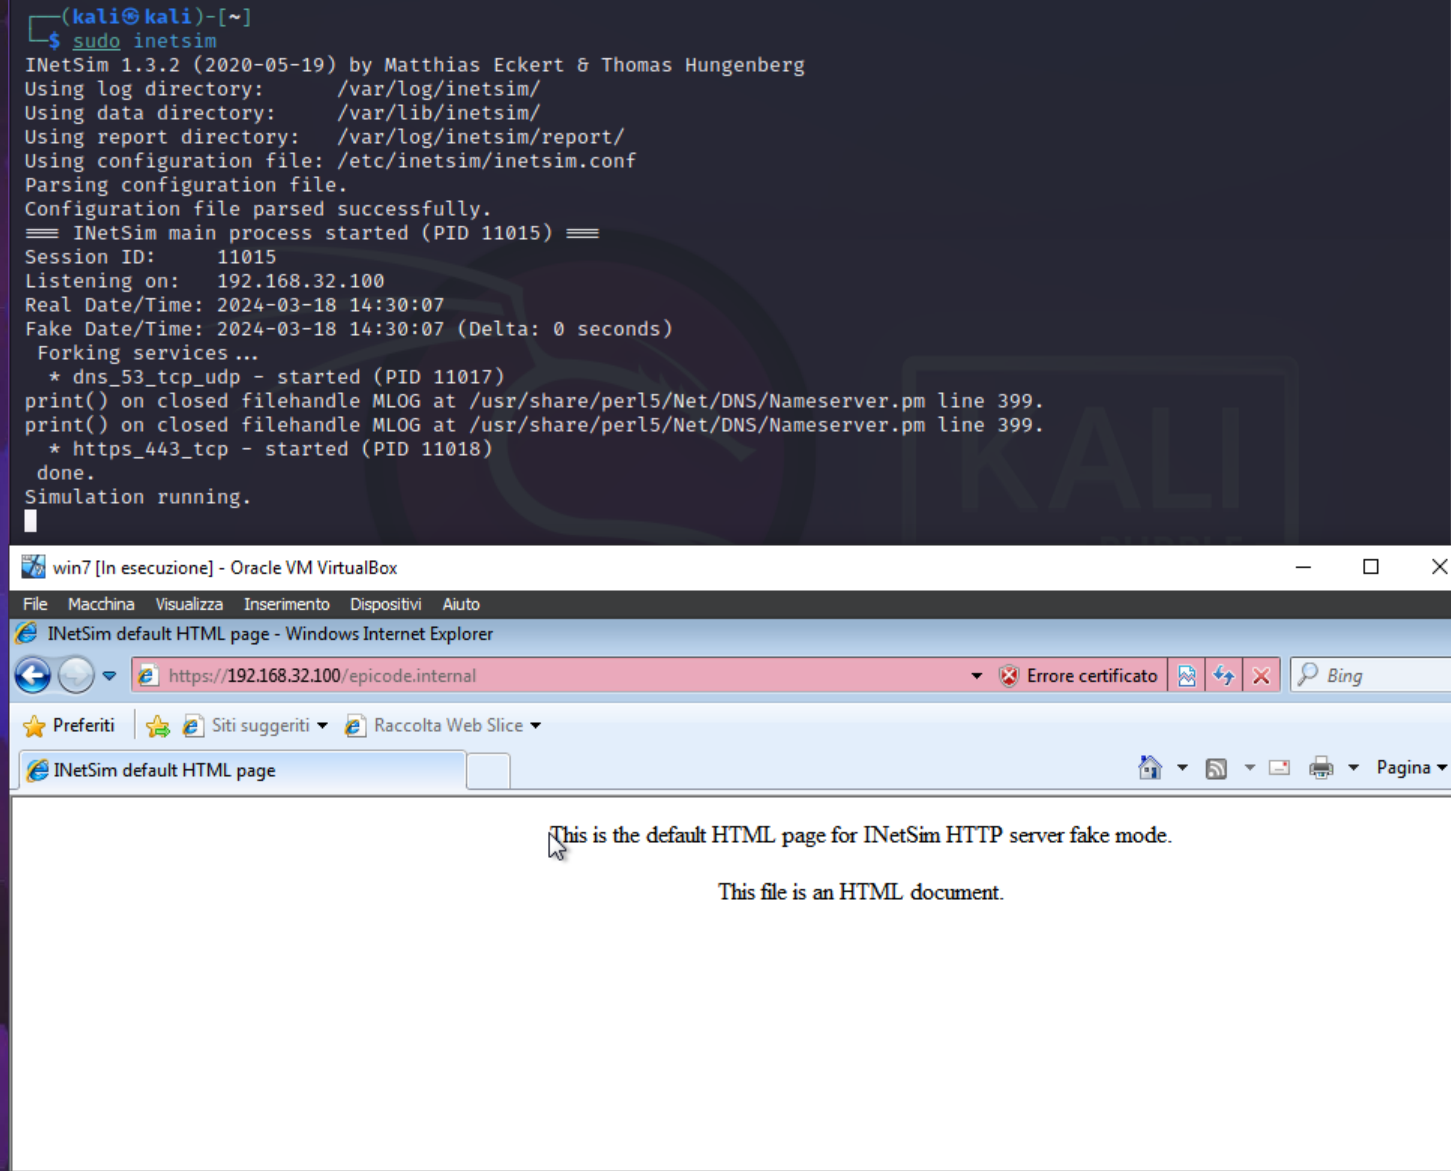 ┌──(kali㉿kali)-[~]
└─$ sudo inetsim
INetSim 1.3.2 (2020-05-19) by Matthias Eckert & Thomas Hungenberg
Using log directory:      /var/log/inetsim/
Using data directory:     /var/lib/inetsim/
Using report directory:   /var/log/inetsim/report/
Using configuration file: /etc/inetsim/inetsim.conf
Parsing configuration file.
Configuration file parsed successfully.
=== INetSim main process started (PID 11015) ===
Session ID:     11015
Listening on:   192.168.32.100
Real Date/Time: 2024-03-18 14:30:07
Fake Date/Time: 2024-03-18 14:30:07 (Delta: 0 seconds)
 Forking services...
  * dns_53_tcp_udp - started (PID 11017)
print() on closed filehandle MLOG at /usr/share/perl5/Net/DNS/Nameserver.pm line 399.
print() on closed filehandle MLOG at /usr/share/perl5/Net/DNS/Nameserver.pm line 399.
  * https_443_tcp - started (PID 11018)
 done.
Simulation running.
KALI
PURPLE
win7 [In esecuzione] - Oracle VM VirtualBox
File Macchina Visualizza Inserimento Dispositivi Aiuto
INetSim default HTML page - Windows Internet Explorer
https://192.168.32.100/epicode.internal Errore certificato Bing
Preferiti Siti suggeriti Raccolta Web Slice
INetSim default HTML page Pagina
This is the default HTML page for INetSim HTTP server fake mode.
This file is an HTML document.